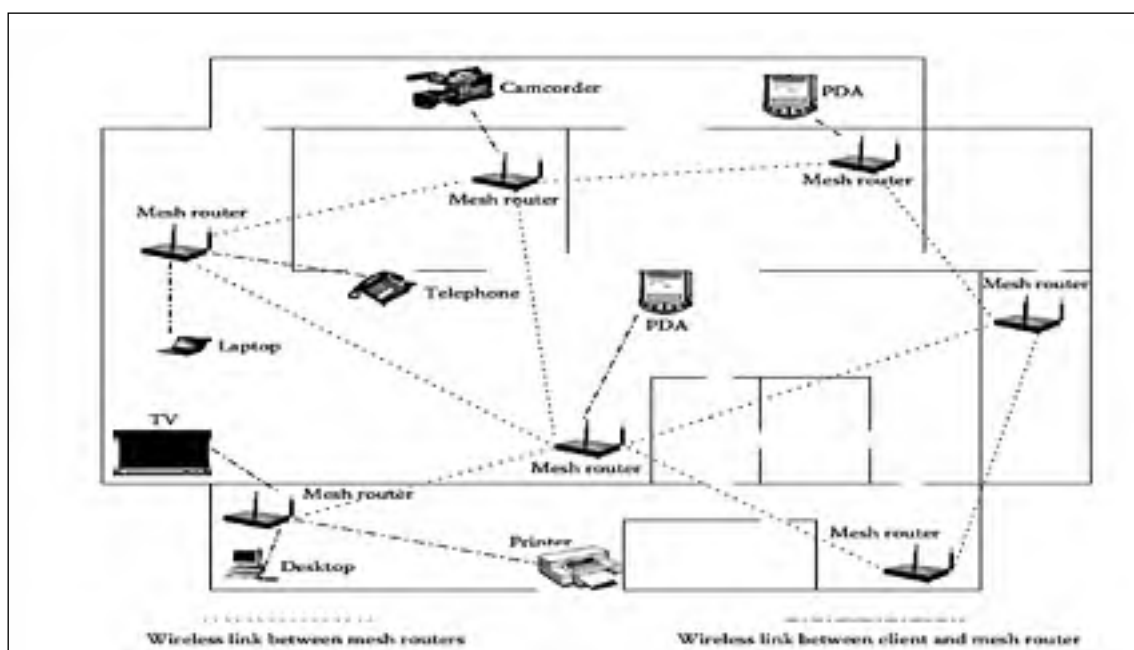 Camcorder
PDA
Mesh router
Mesh router
Mesh router
Telephone
PDA
Mesh router
Laptop
TV
Mesh router
Mesh router
Mesh router
Printer
Desktop
Wireless link between mesh routers
Wireless link between client and mesh router